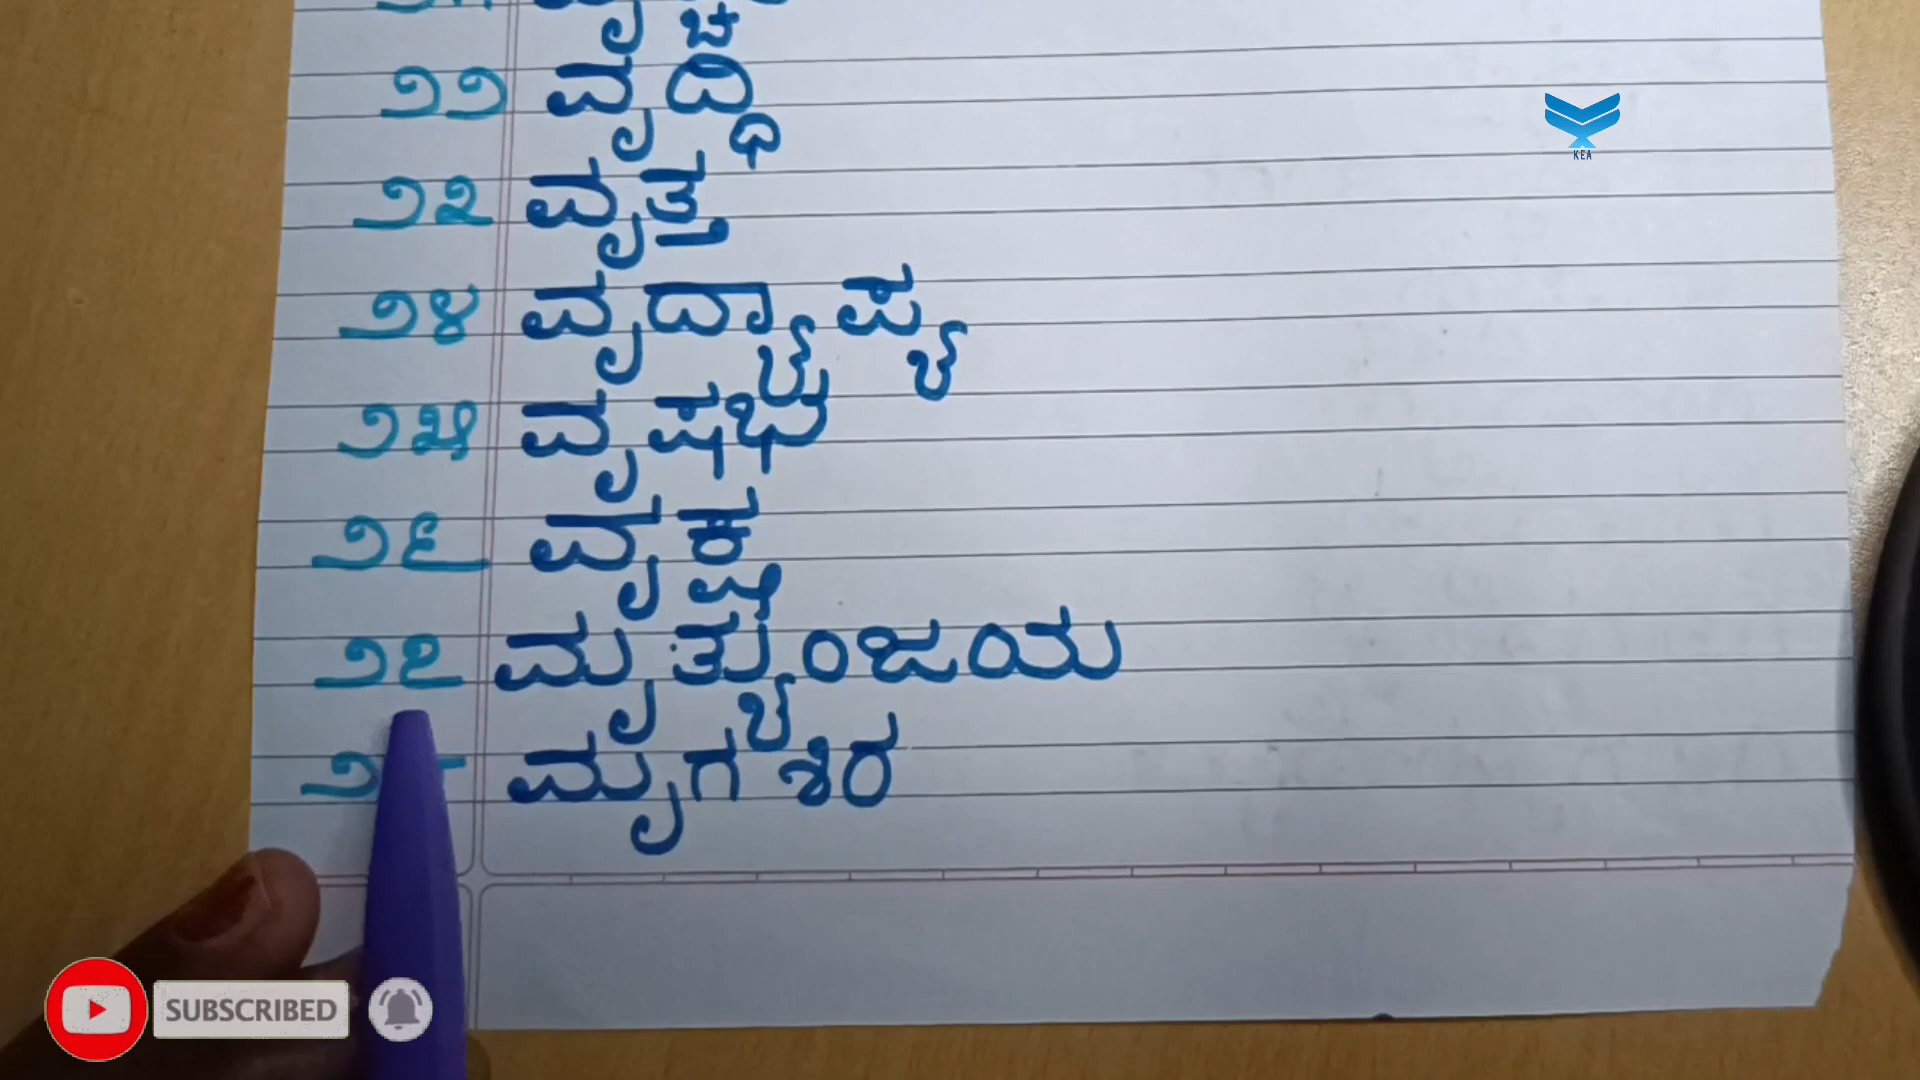 ೨೨ ವೃದ್ಧಿ
೨೩ ವೃತ್ತ
೨೪ ವೃದ್ಯಾಪ್ಯ
೨೫ ವೃಷಭ
೨೬ ವೃಕ್ಷ
೨೭ ಮೃತ್ಯುಂಜಯ
ಮೃಗಶಿರ
KEA
SUBSCRIBED